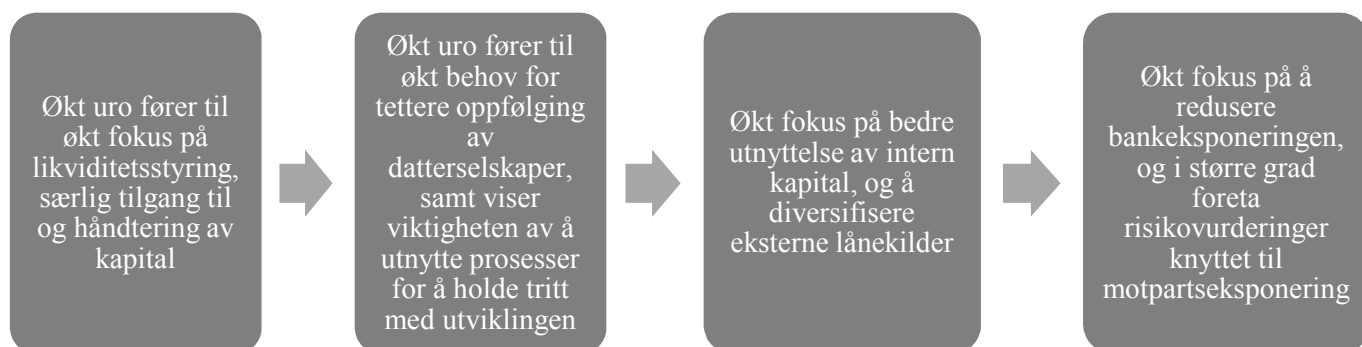 Økt uro fører til
økt fokus på
likviditetsstyring,
særlig tilgang til
og håndtering av
kapital
Økt uro fører til
økt behov for
tettere oppfølging
av
datterselskaper,
samt viser
viktigheten av å
utnytte prosesser
for å holde tritt
med utviklingen
Økt fokus på bedre
utnyttelse av intern
kapital, og å
diversifisere
eksterne lånekilder
Økt fokus på å
redusere
bankeksponeringen,
og i større grad
foreta
risikovurderinger
knyttet til
motpartseksponering